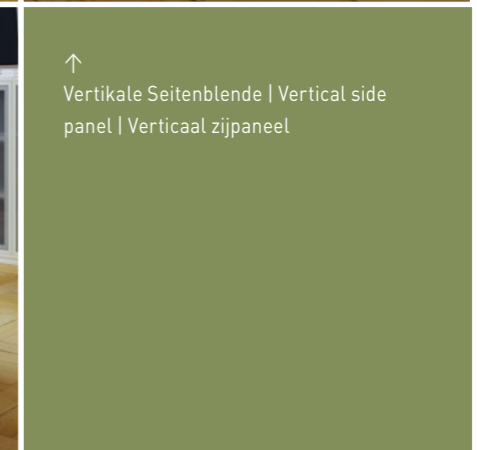 ↑
Vertikale Seitenblende | Vertical side
panel | Verticaal zijpaneel